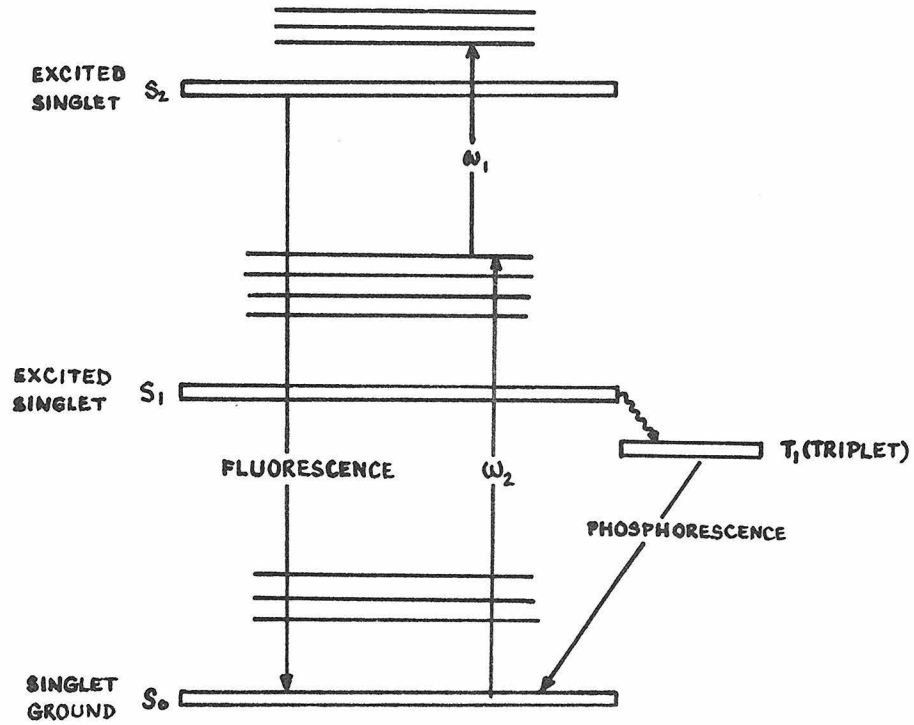 EXCITED
SINGLET
S₂
ω₁
EXCITED
SINGLET
S₁
T₁(TRIPLET)
FLUORESCENCE
ω₂
PHOSPHORESCENCE
SINGLET
GROUND
S₀